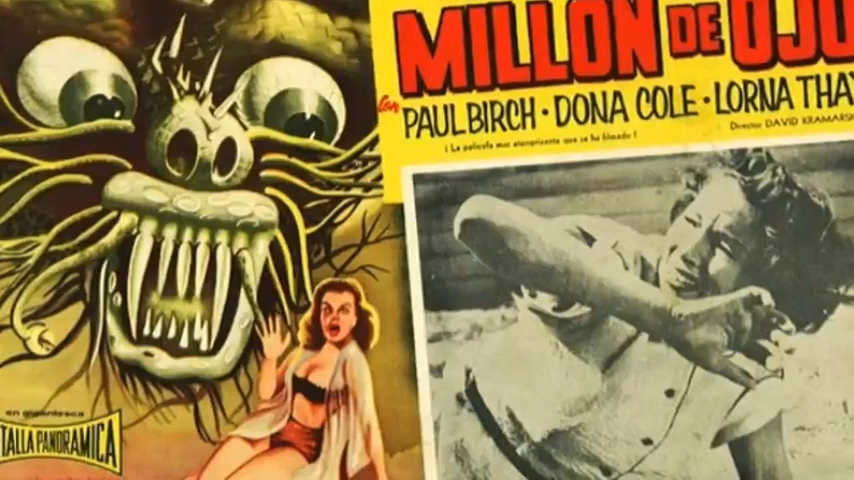 MILLON DE OJO
con
PAUL BIRCH · DONA COLE · LORNA THAY
Director DAVID KRAMARSK
¡ La pelicula mas aterrorizante que se ha filmado !
en gigantesca
TALLA PANORAMICA